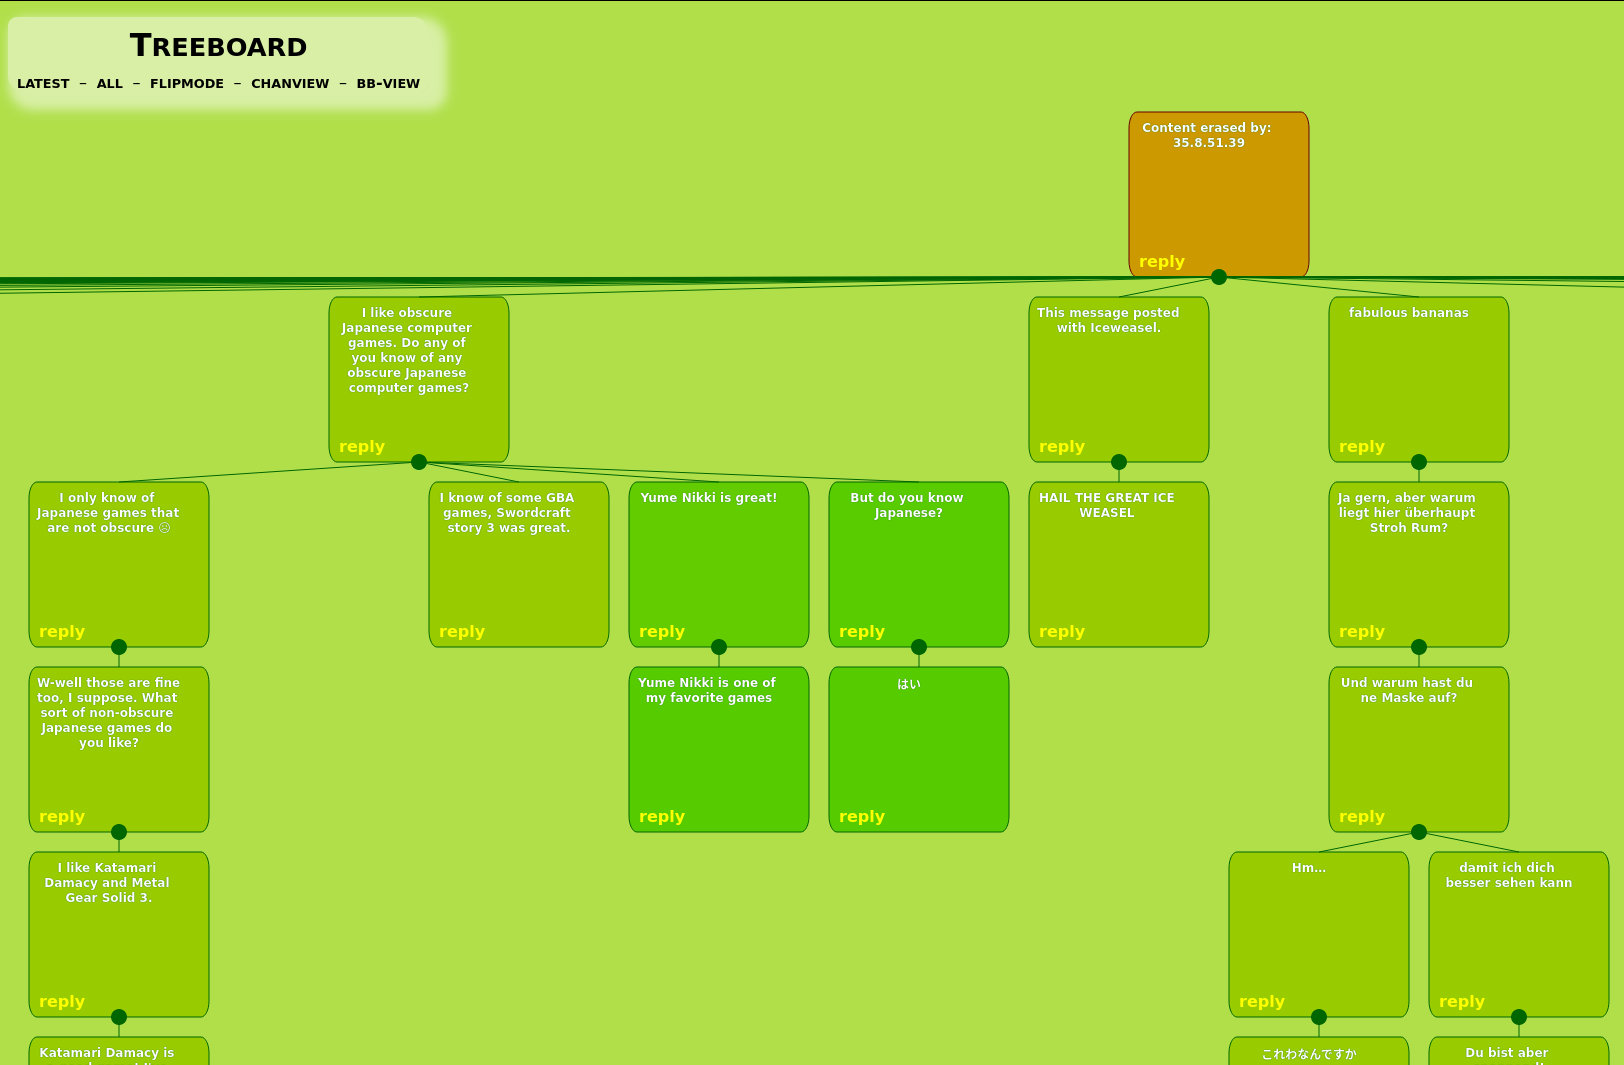 TREEBOARD
LATEST – ALL – FLIPMODE – CHANVIEW – BB-VIEW
Content erased by:
35.8.51.39
reply
I like obscure
Japanese computer
games. Do any of
you know of any
obscure Japanese
computer games?
reply
This message posted
with Iceweasel.
reply
fabulous bananas
reply
I only know of
Japanese games that
are not obscure ☹
reply
I know of some GBA
games, Swordcraft
story 3 was great.
reply
Yume Nikki is great!
reply
But do you know
Japanese?
reply
HAIL THE GREAT ICE
WEASEL
reply
Ja gern, aber warum
liegt hier überhaupt
Stroh Rum?
reply
W-well those are fine
too, I suppose. What
sort of non-obscure
Japanese games do
you like?
reply
Yume Nikki is one of
my favorite games
reply
はい
reply
Und warum hast du
ne Maske auf?
reply
I like Katamari
Damacy and Metal
Gear Solid 3.
reply
Hm...
reply
damit ich dich
besser sehen kann
reply
Katamari Damacy is
これわなんですか
Du bist aber